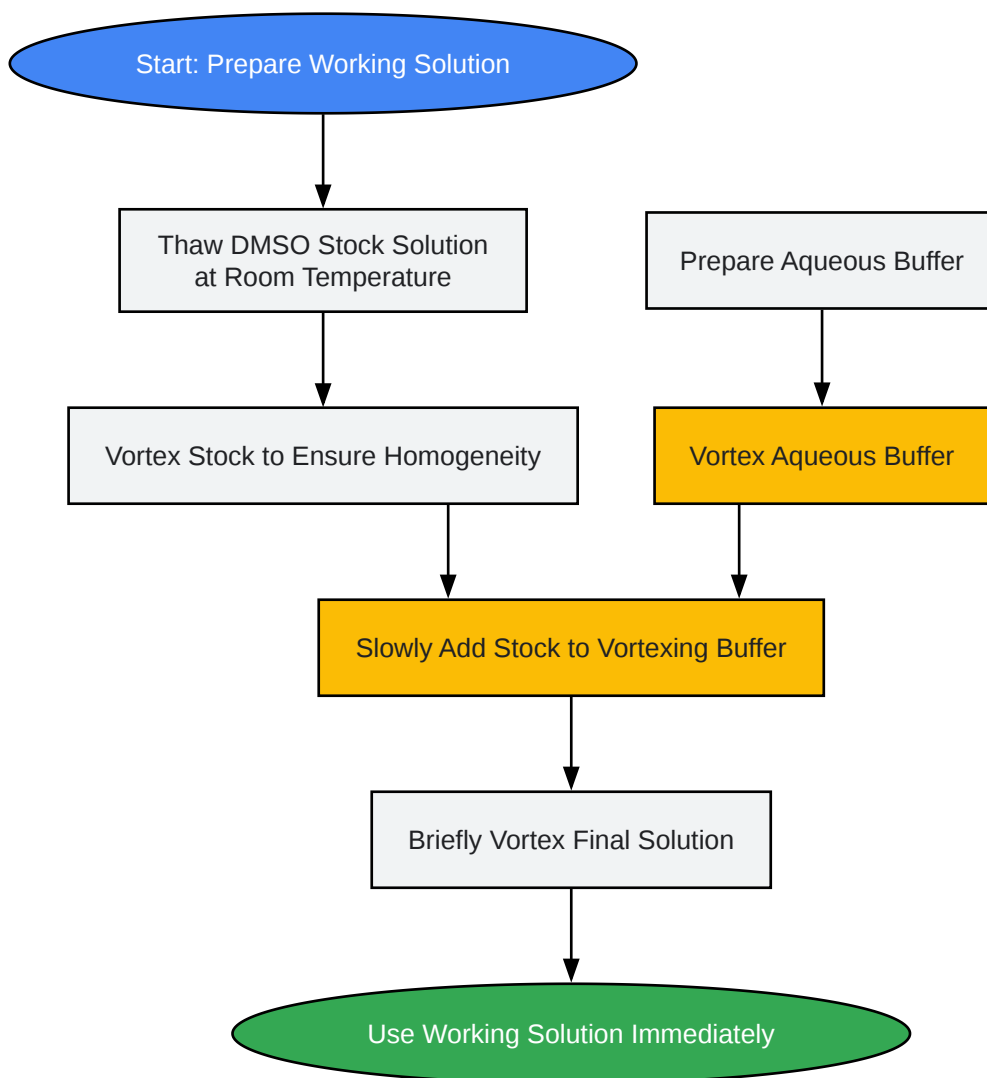 Start: Prepare Working Solution
Thaw DMSO Stock Solution
at Room Temperature
Prepare Aqueous Buffer
Vortex Stock to Ensure Homogeneity
Vortex Aqueous Buffer
Slowly Add Stock to Vortexing Buffer
Briefly Vortex Final Solution
Use Working Solution Immediately